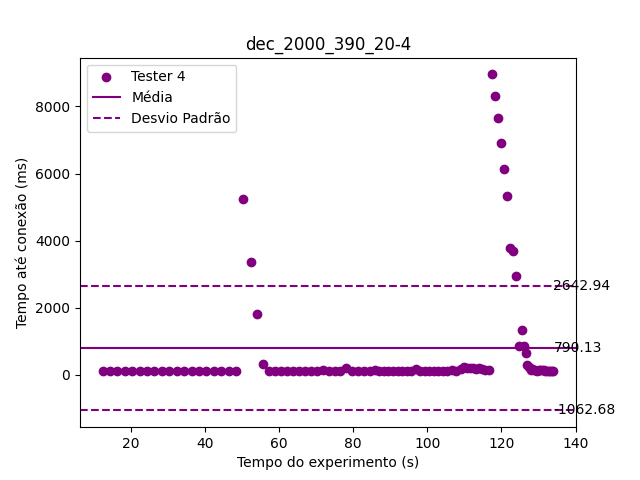 dec_2000_390_20-4
Tester 4
Média
Desvio Padrão
Tempo até conexão (ms)
8000
6000
4000
2000
0
2642.94
790.13
1062.68
20
40
60
80
100
120
140
Tempo do experimento (s)